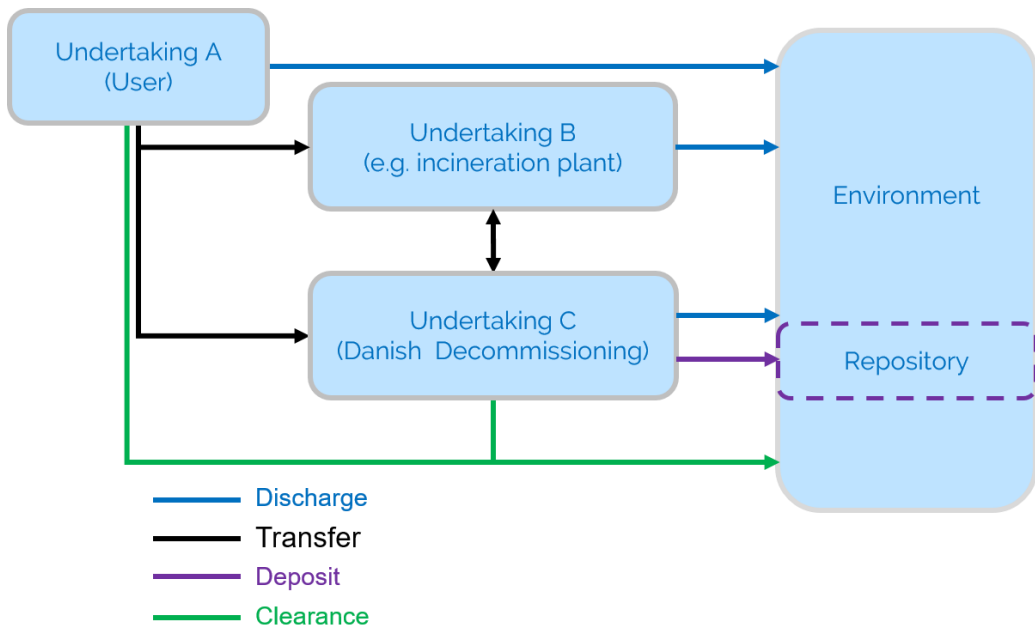 Undertaking A
(User)
Undertaking B
(e.g. incineration plant)
Environment
Undertaking C
(Danish Decommissioning)
Repository
Discharge
Transfer
Deposit
Clearance